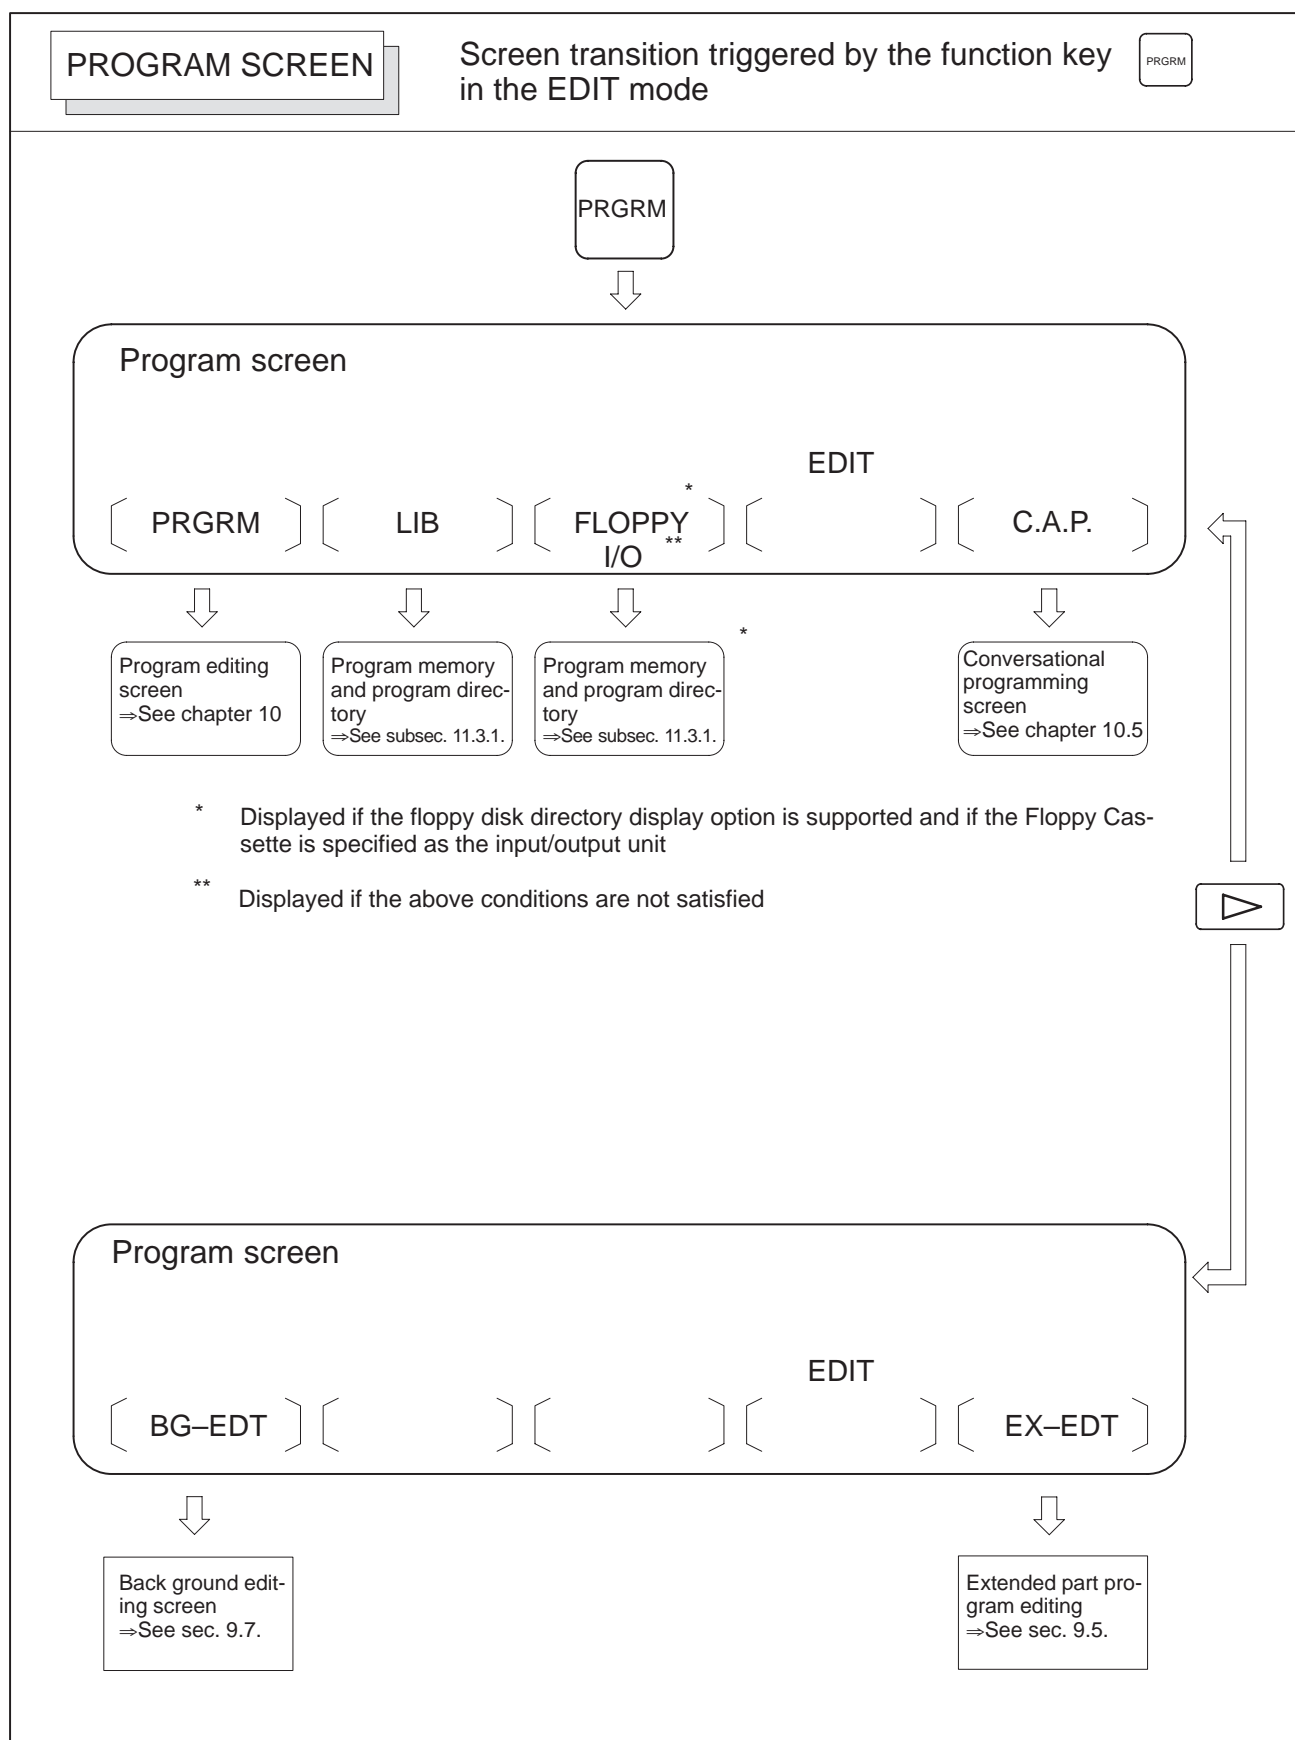 PROGRAM SCREEN
Screen transition triggered by the function key
in the EDIT mode
PRGRM
PRGRM
Program screen
EDIT
PRGRM
LIB
FLOPPY *
I/O **
C.A.P.
Program editing
screen
⇒See chapter 10
Program memory
and program direc-
tory
⇒See subsec. 11.3.1.
*
Program memory
and program direc-
tory
⇒See subsec. 11.3.1.
Conversational
programming
screen
⇒See chapter 10.5
* Displayed if the floppy disk directory display option is supported and if the Floppy Cas-
sette is specified as the input/output unit
** Displayed if the above conditions are not satisfied
Program screen
EDIT
BG–EDT
EX–EDT
Back ground edit-
ing screen
⇒See sec. 9.7.
Extended part pro-
gram editing
⇒See sec. 9.5.